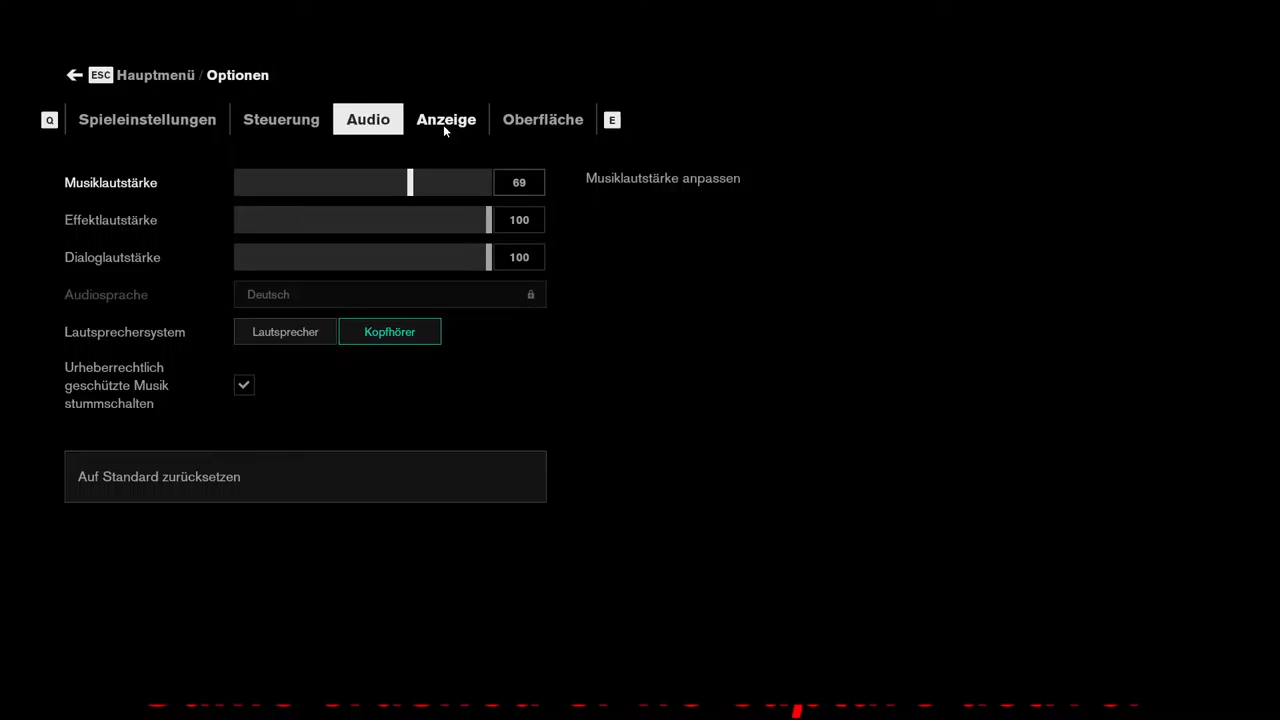 ESC Hauptmenü / Optionen
Q Spieleinstellungen Steuerung Audio Anzeige Oberfläche E
Musiklautstärke 69 Musiklautstärke anpassen
Effektlautstärke 100
Dialoglautstärke 100
Audiosprache Deutsch
Lautsprechersystem Lautsprecher Kopfhörer
Urheberrechtlich
geschützte Musik
stummschalten
Auf Standard zurücksetzen